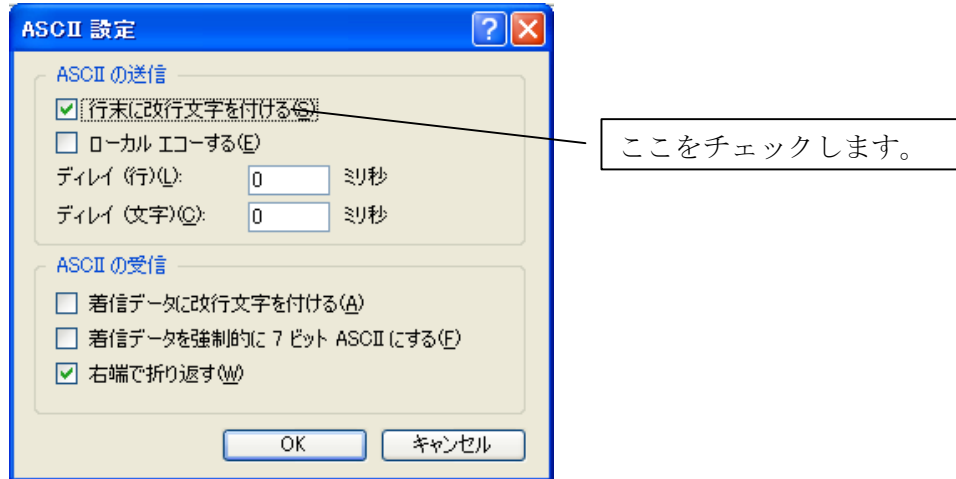 ASCII 設定
ASCII の送信
行末に改行文字を付ける(S)
ローカル エコーする(E)
ここをチェックします。
ディレイ (行)(L): 0 ミリ秒
ディレイ (文字)(C): 0 ミリ秒
ASCII の受信
着信データに改行文字を付ける(A)
着信データを強制的に 7 ビット ASCII にする(F)
右端で折り返す(W)
OK キャンセル